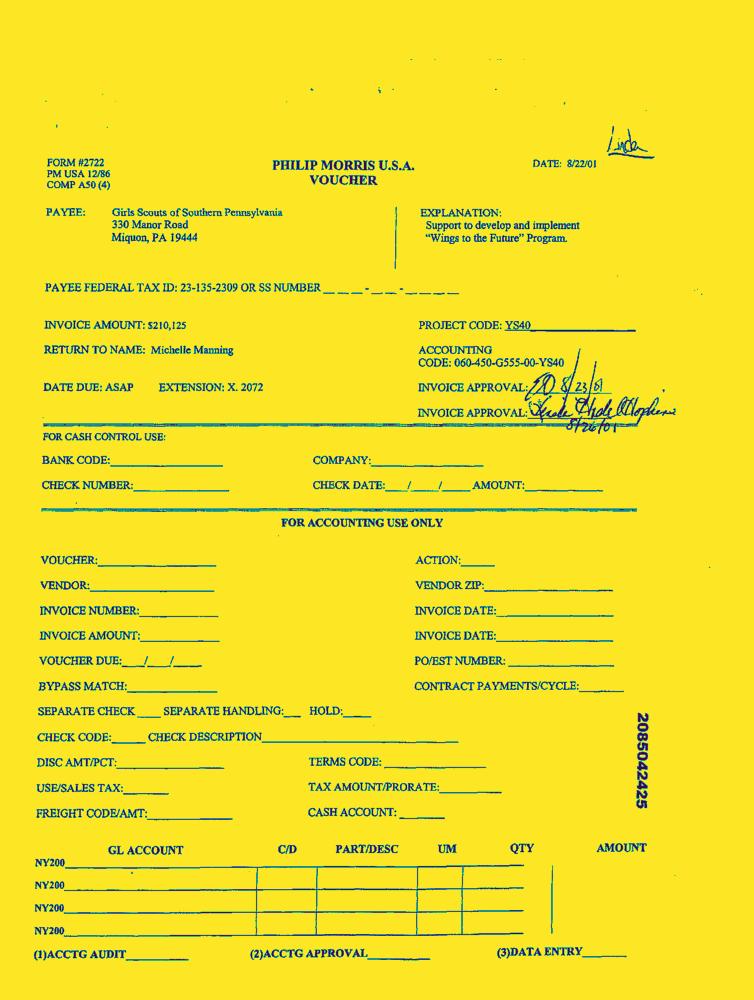 Linda
FORM #2722
PM USA 12/86
COMP A50 (4)
PHILIP MORRIS U.S.A.
VOUCHER
DATE: 8/22/01
PAYEE: Girls Scouts of Southern Pennsylvania
330 Manor Road
Miquon, PA 19444
EXPLANATION:
Support to develop and implement
"Wings to the Future" Program.
PAYEE FEDERAL TAX ID: 23-135-2309 OR SS NUMBER _ _ _ - _ _ - _ _ _ _
INVOICE AMOUNT: $210,125
PROJECT CODE: YS40
RETURN TO NAME: Michelle Manning
ACCOUNTING
CODE: 060-450-G555-00-YS40
DATE DUE: ASAP EXTENSION: X. 2072
INVOICE APPROVAL: 8/23/01
INVOICE APPROVAL:
8/26/01
FOR CASH CONTROL USE:
BANK CODE: COMPANY:
CHECK NUMBER: CHECK DATE: / / AMOUNT:
FOR ACCOUNTING USE ONLY
VOUCHER: ACTION:
VENDOR: VENDOR ZIP:
INVOICE NUMBER: INVOICE DATE:
INVOICE AMOUNT: INVOICE DATE:
VOUCHER DUE: / / PO/EST NUMBER:
BYPASS MATCH: CONTRACT PAYMENTS/CYCLE:
SEPARATE CHECK SEPARATE HANDLING: HOLD:
CHECK CODE: CHECK DESCRIPTION
DISC AMT/PCT: TERMS CODE:
USE/SALES TAX: TAX AMOUNT/PRORATE:
FREIGHT CODE/AMT: CASH ACCOUNT:
2085042425
GL ACCOUNT C/D PART/DESC UM QTY AMOUNT
NY200
NY200
NY200
NY200
(1)ACCTG AUDIT (2)ACCTG APPROVAL (3)DATA ENTRY